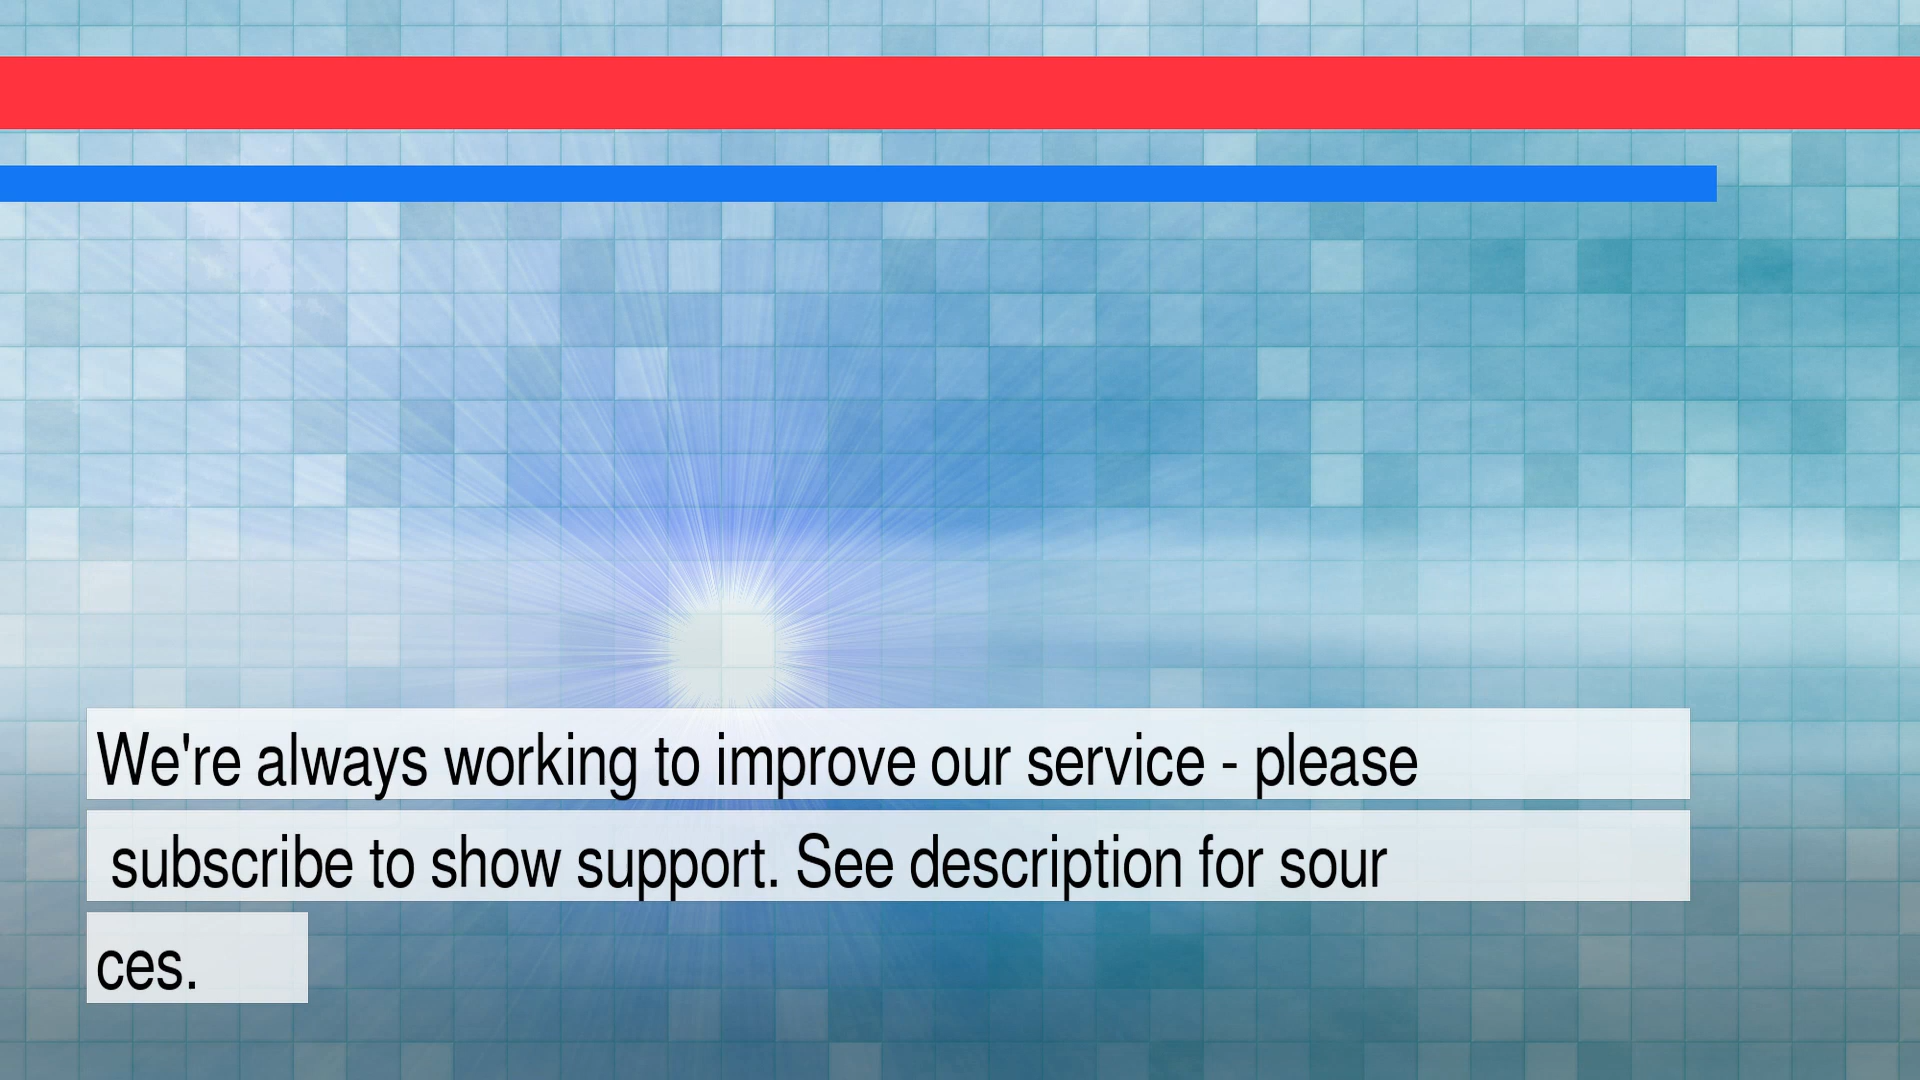 We're always working to improve our service - please
subscribe to show support. See description for sour
ces.